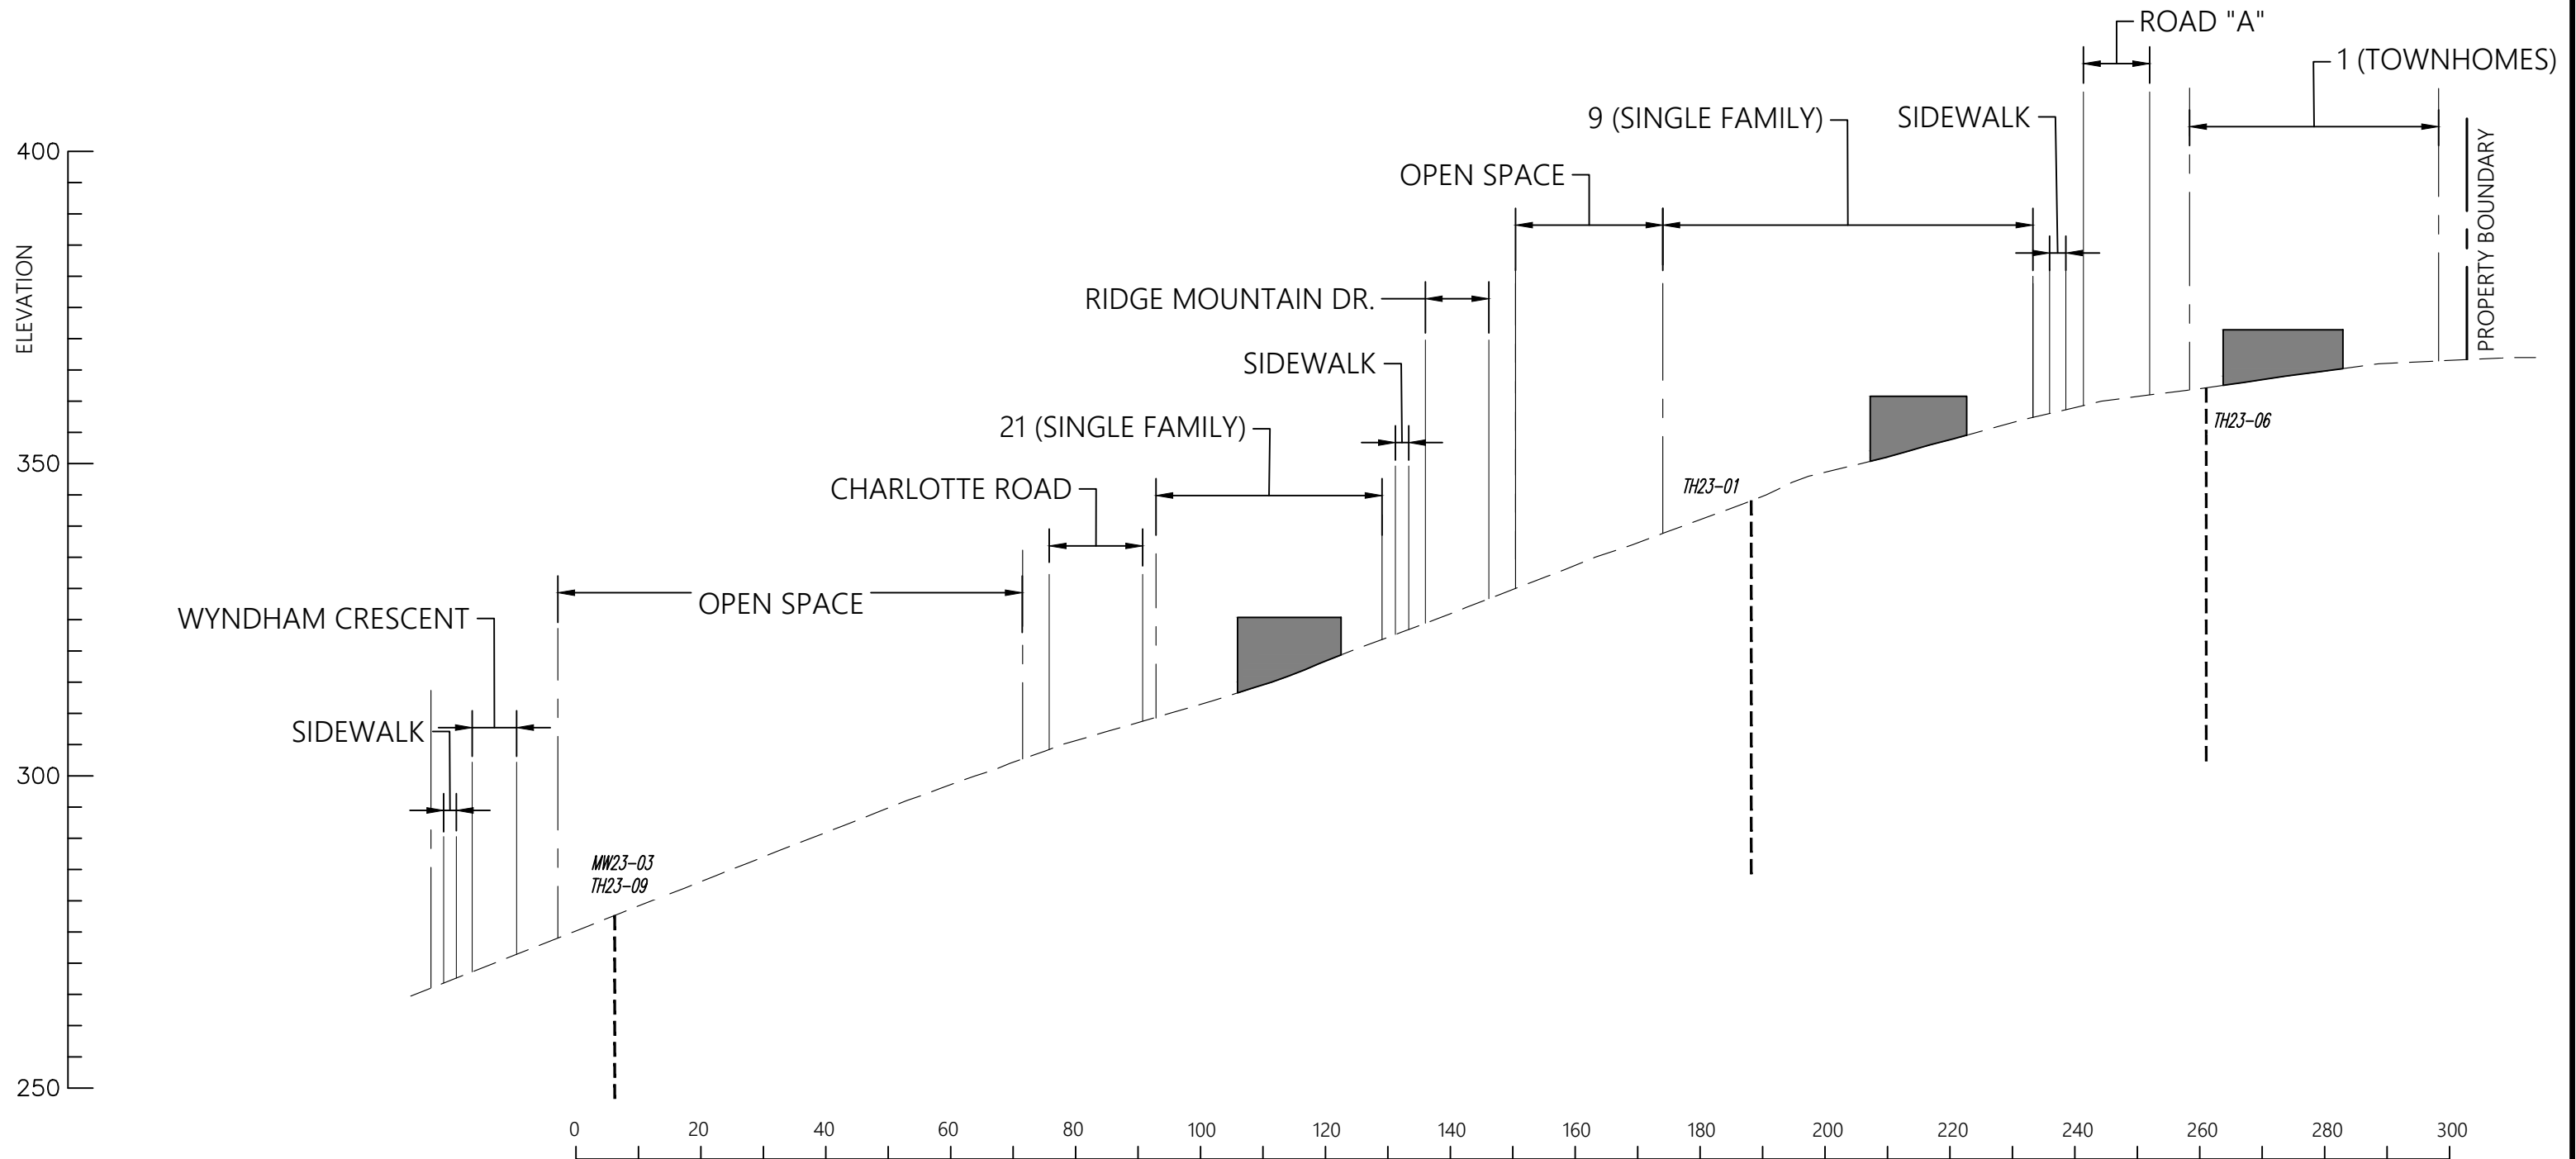 ROAD "A"
1 (TOWNHOMES)
9 (SINGLE FAMILY)
SIDEWALK
PROPERTY BOUNDARY
400
OPEN SPACE
ELEVATION
RIDGE MOUNTAIN DR.
SIDEWALK
21 (SINGLE FAMILY)
TH23-06
350
CHARLOTTE ROAD
TH23-01
OPEN SPACE
WYNDHAM CRESCENT
SIDEWALK
300
MW23-03
TH23-09
250
0 20 40 60 80 100 120 140 160 180 200 220 240 260 280 300